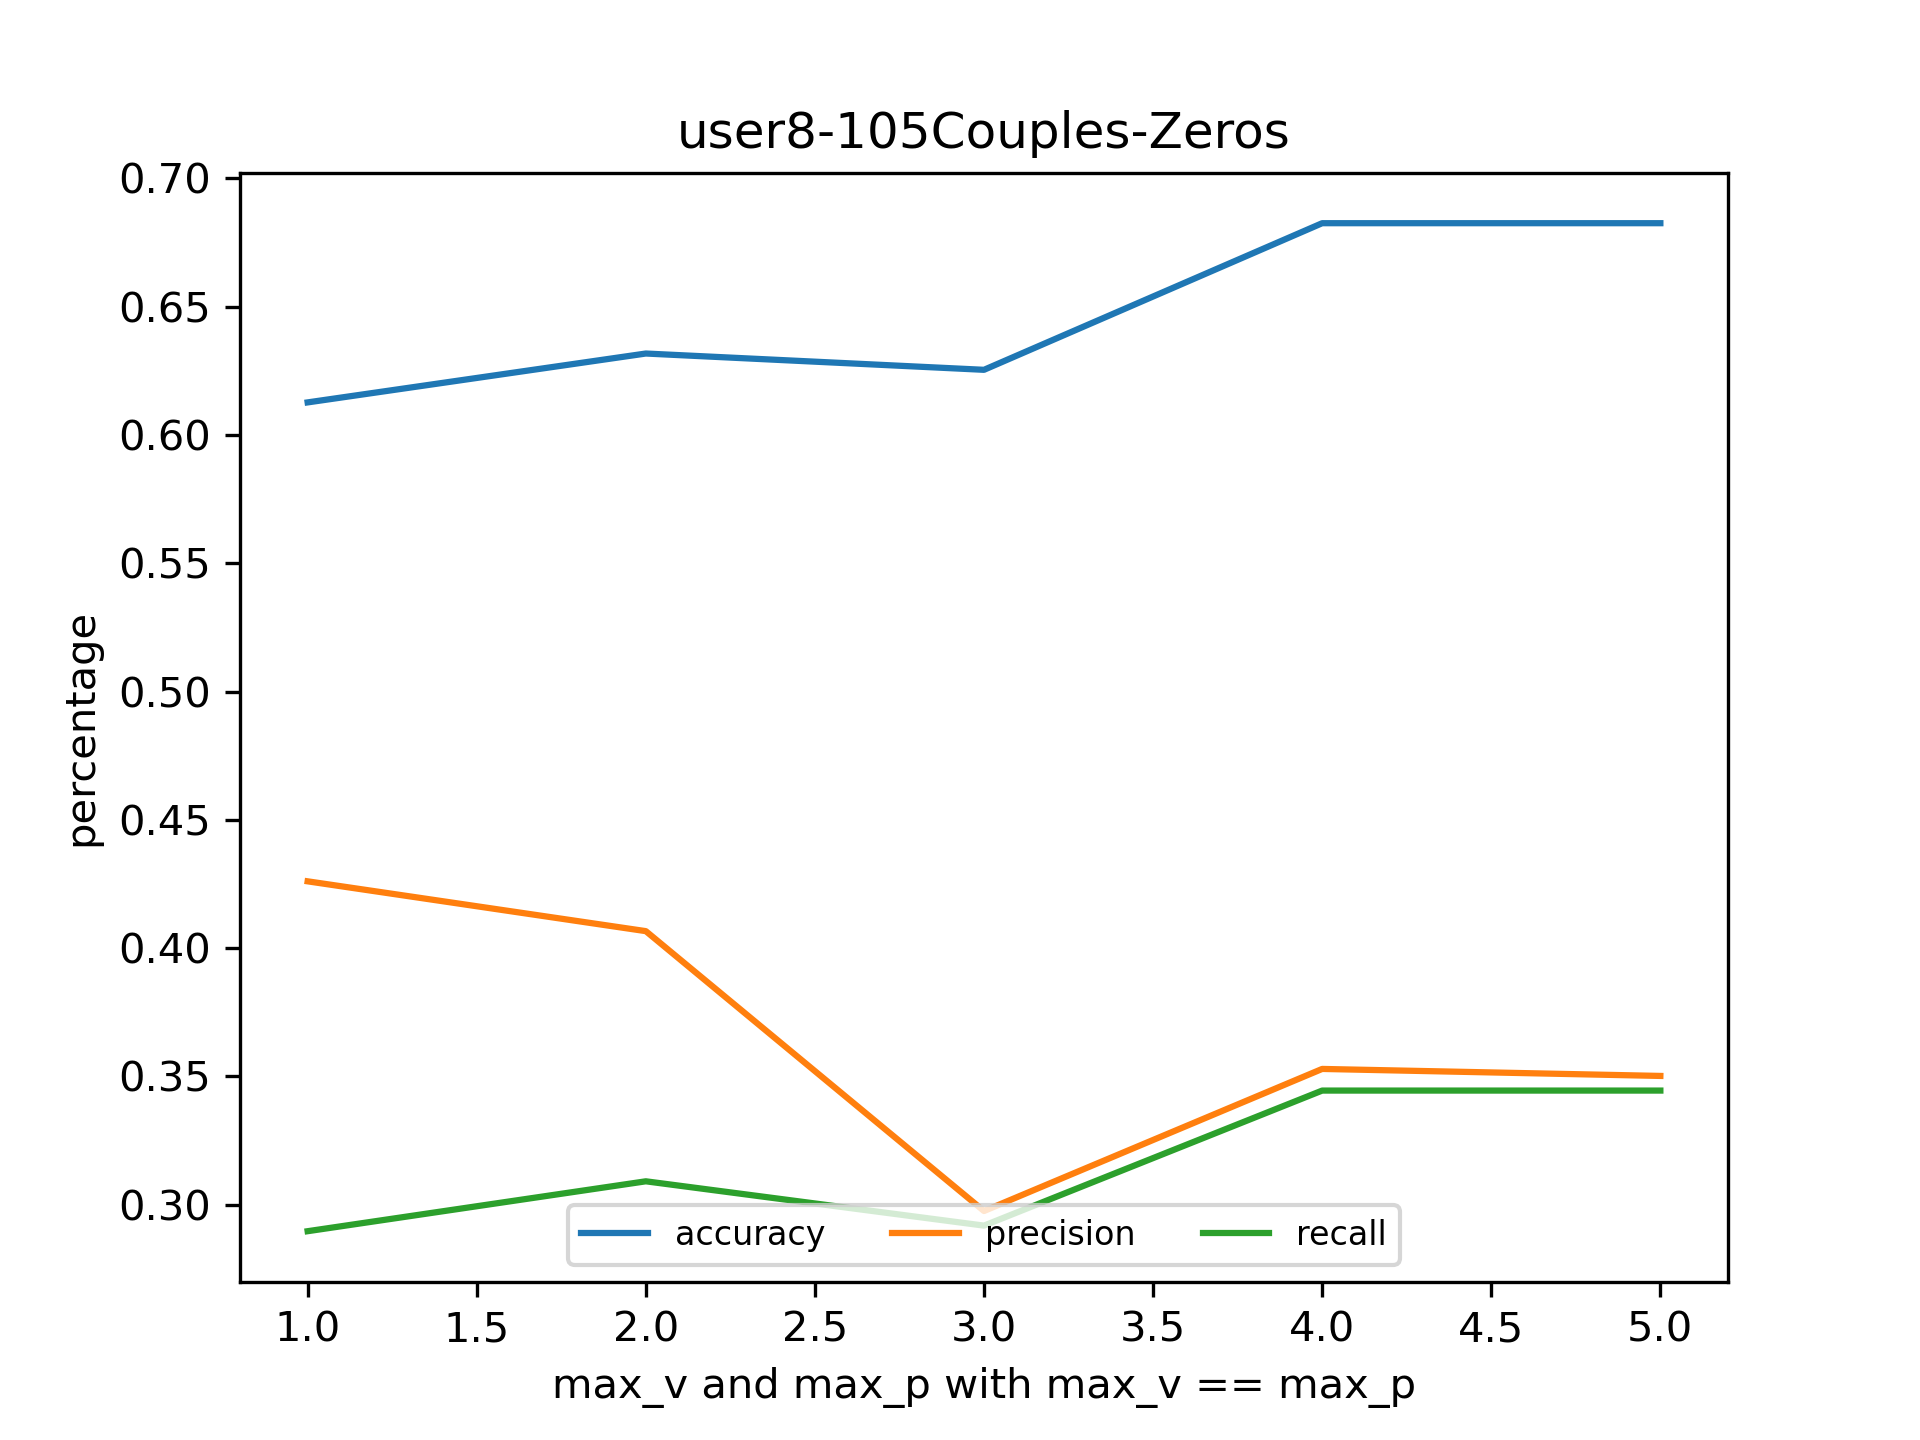 user8-105Couples-Zeros
0.70
0.65
0.60
0.55
0.50
0.45
0.40
0.35
0.30
percentage
accuracy precision recall
1.0 1.5 2.0 2.5 3.0 3.5 4.0 4.5 5.0
max_v and max_p with max_v == max_p